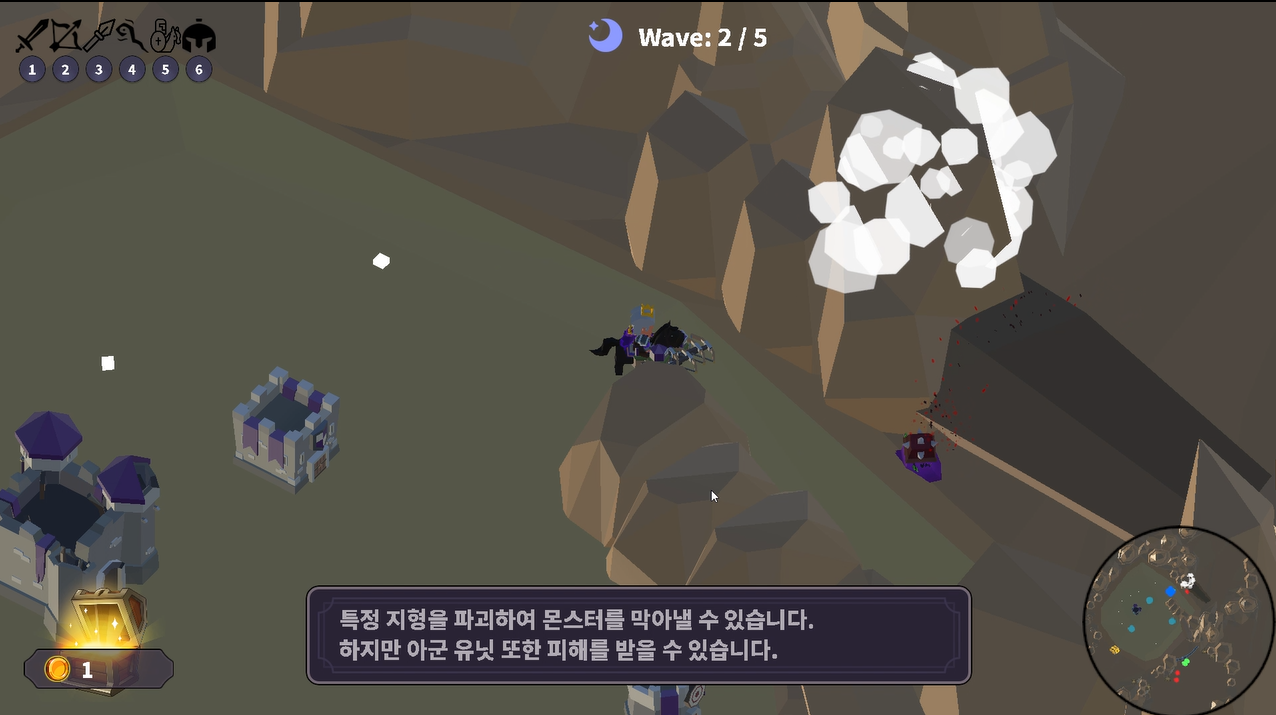 1 2 3 4 5 6
Wave: 2 / 5
특정 지형을 파괴하여 몬스터를 막아낼 수 있습니다.
하지만 아군 유닛 또한 피해를 받을 수 있습니다.
1